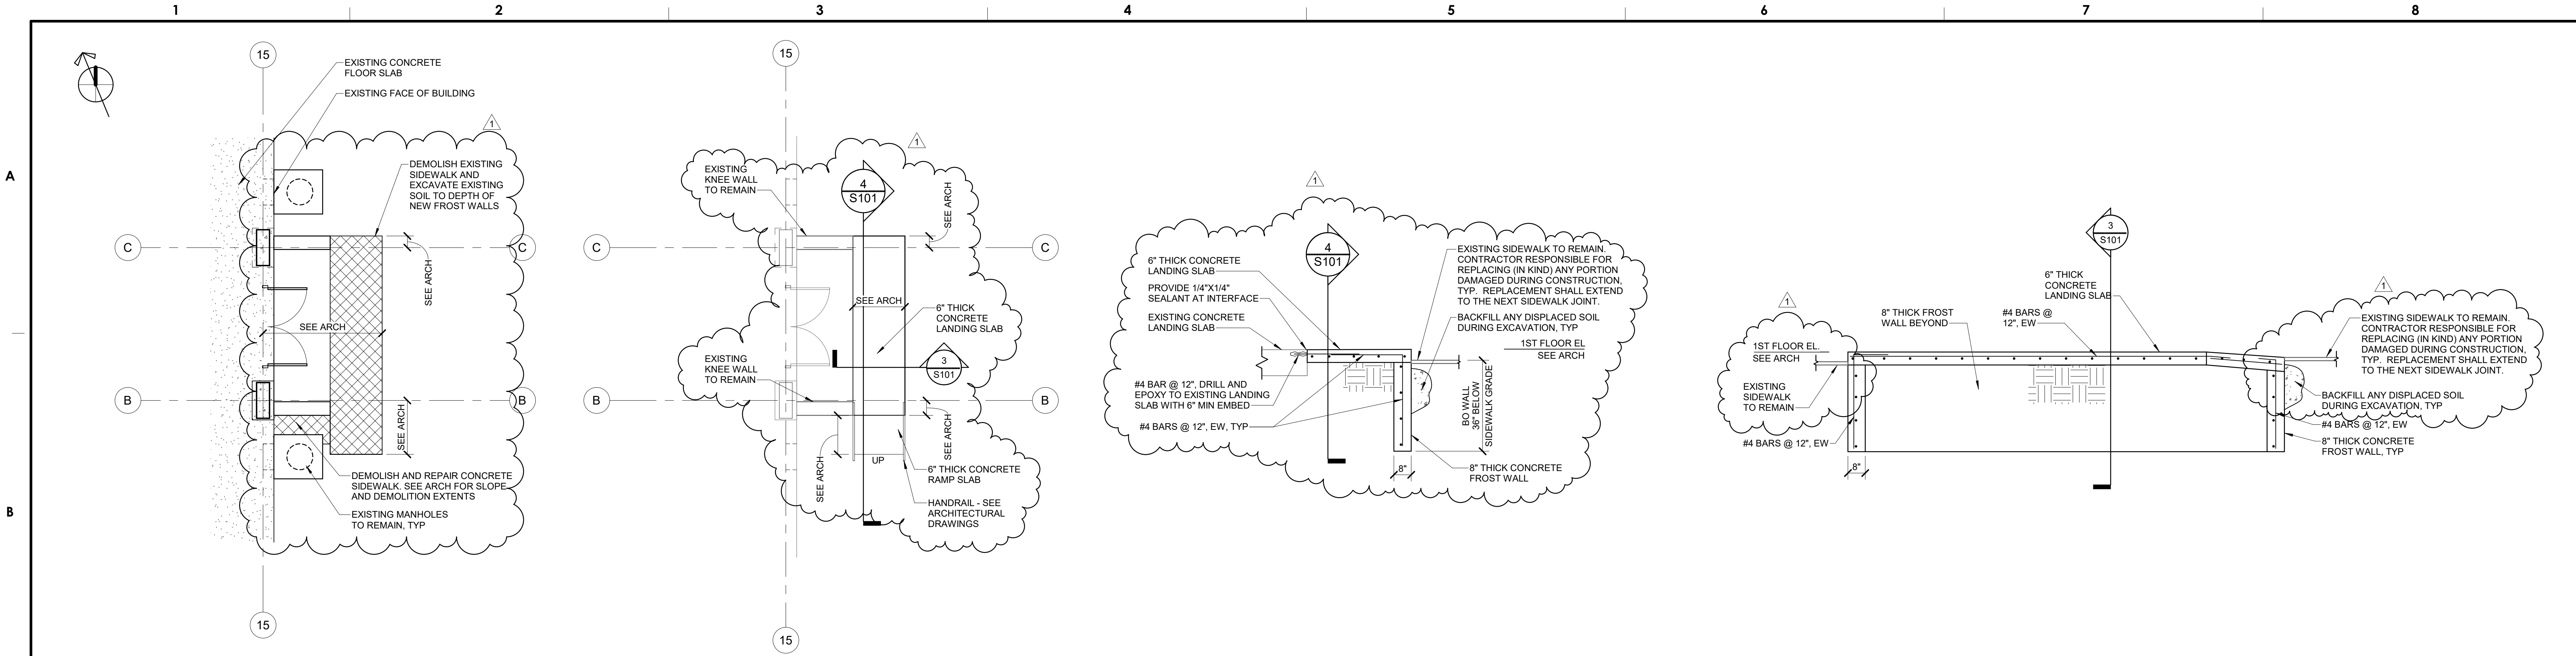 1
2
3
4
5
6
7
8
A
B
15
EXISTING CONCRETE
FLOOR SLAB
EXISTING FACE OF BUILDING
1
DEMOLISH EXISTING
SIDEWALK AND
EXCAVATE EXISTING
SOIL TO DEPTH OF
NEW FROST WALLS
C
C
SEE ARCH
SEE ARCH
B
B
SEE ARCH
DEMOLISH AND REPAIR CONCRETE
SIDEWALK. SEE ARCH FOR SLOPE
AND DEMOLITION EXTENTS
EXISTING MANHOLES
TO REMAIN, TYP
15
15
1
EXISTING
KNEE WALL
TO REMAIN
4
S101
SEE ARCH
C
C
SEE ARCH
6" THICK
CONCRETE
LANDING SLAB
EXISTING
KNEE WALL
TO REMAIN
3
S101
B
B
SEE ARCH
SEE ARCH
UP
6" THICK CONCRETE
RAMP SLAB
HANDRAIL - SEE
ARCHITECTURAL
DRAWINGS
15
1
4
S101
6" THICK CONCRETE
LANDING SLAB
PROVIDE 1/4"X1/4"
SEALANT AT INTERFACE
EXISTING CONCRETE
LANDING SLAB
#4 BAR @ 12", DRILL AND
EPOXY TO EXISTING LANDING
SLAB WITH 6" MIN EMBED
#4 BARS @ 12", EW, TYP
EXISTING SIDEWALK TO REMAIN.
CONTRACTOR RESPONSIBLE FOR
REPLACING (IN KIND) ANY PORTION
DAMAGED DURING CONSTRUCTION,
TYP. REPLACEMENT SHALL EXTEND
TO THE NEXT SIDEWALK JOINT.
BACKFILL ANY DISPLACED SOIL
DURING EXCAVATION, TYP
1ST FLOOR EL
SEE ARCH
BO WALL
36" BELOW
SIDEWALK GRADE
8"
8" THICK CONCRETE
FROST WALL
3
S101
1
1ST FLOOR EL.
SEE ARCH
EXISTING
SIDEWALK
TO REMAIN
#4 BARS @ 12", EW
8"
8" THICK FROST
WALL BEYOND
#4 BARS @
12", EW
6" THICK
CONCRETE
LANDING SLAB
1
EXISTING SIDEWALK TO REMAIN.
CONTRACTOR RESPONSIBLE FOR
REPLACING (IN KIND) ANY PORTION
DAMAGED DURING CONSTRUCTION,
TYP. REPLACEMENT SHALL EXTEND
TO THE NEXT SIDEWALK JOINT.
BACKFILL ANY DISPLACED SOIL
DURING EXCAVATION, TYP
#4 BARS @ 12", EW
8" THICK CONCRETE
FROST WALL, TYP